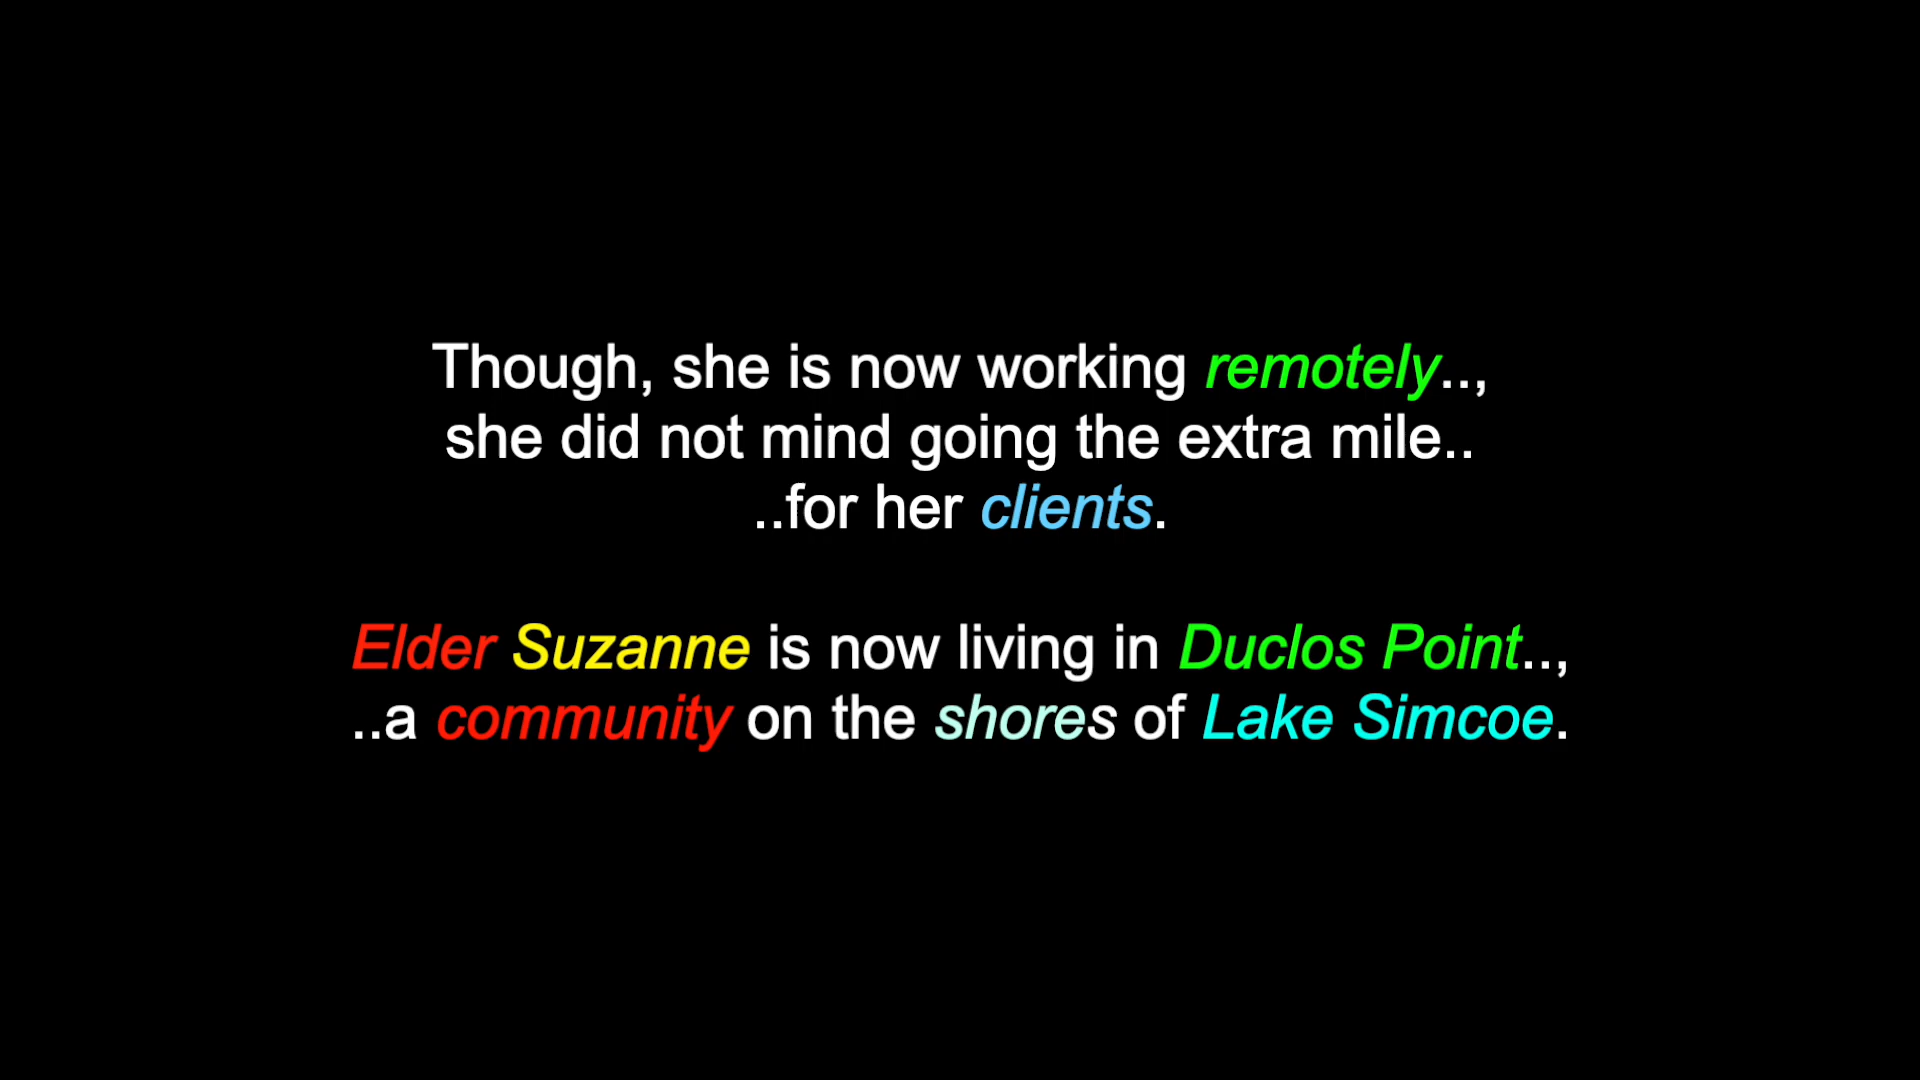 Though, she is now working remotely..,
she did not mind going the extra mile..
..for her clients.
Elder Suzanne is now living in Duclos Point..,
..a community on the shores of Lake Simcoe.